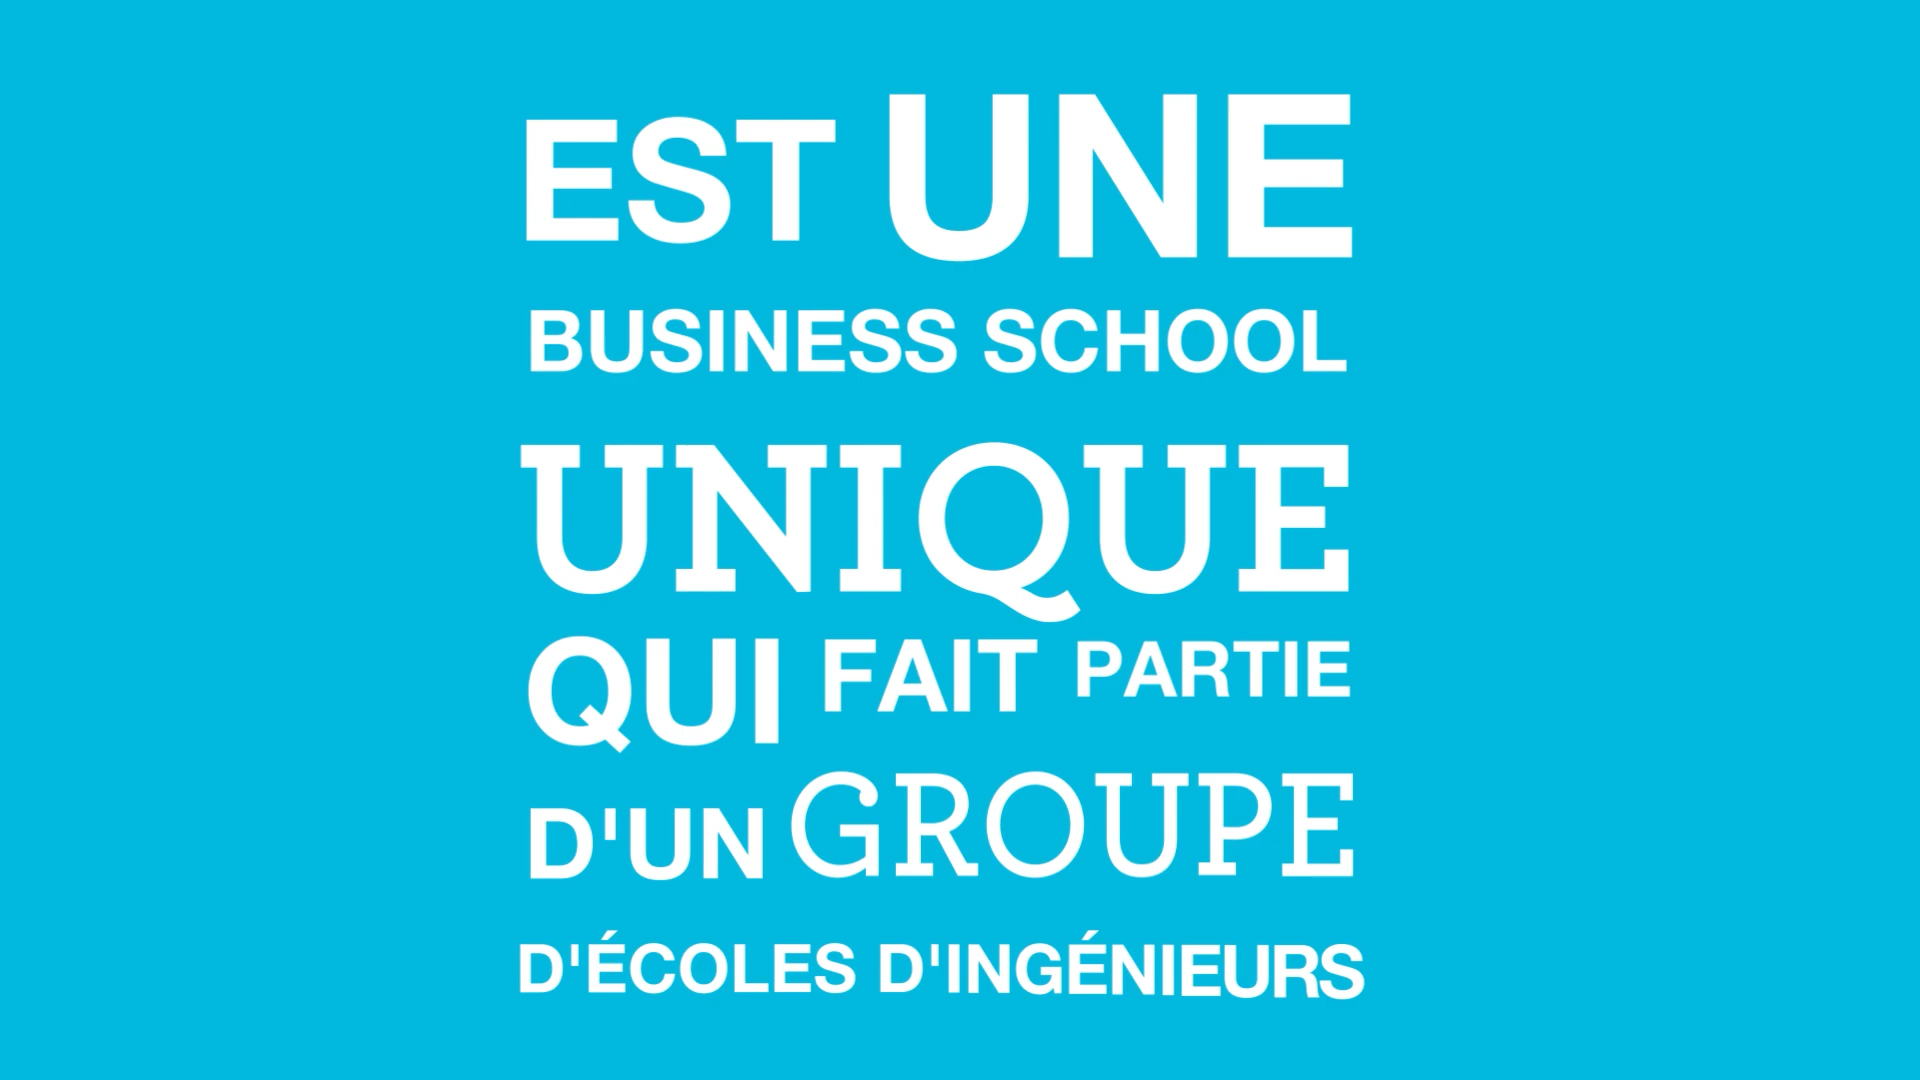 EST UNE
BUSINESS SCHOOL
UNIQUE
QUI FAIT PARTIE
D'UN GROUPE
D'ÉCOLES D'INGÉNIEURS